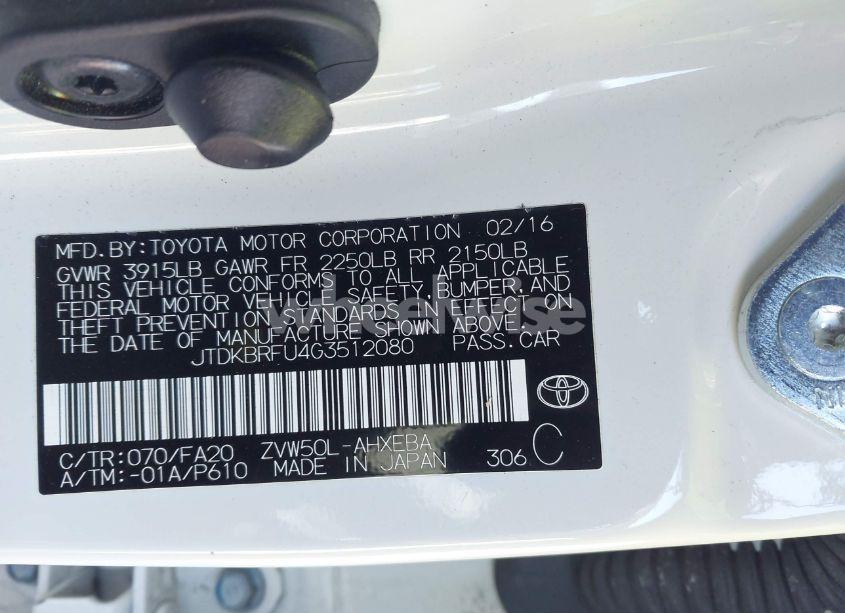 MFD.BY:TOYOTA MOTOR CORPORATION 02/16
GVWR 3915LB GAWR FR 2250LB RR 2150LB
THIS VEHICLE CONFORMS TO ALL APPLICABLE
FEDERAL MOTOR VEHICLE SAFETY, BUMPER, AND
THEFT PREVENTION STANDARDS IN EFFECT ON
THE DATE OF MANUFACTURE SHOWN ABOVE.
JTDKBRFU4G3512080 PASS.CAR
C/TR:070/FA20 ZVW50L-AHXEBA
A/TM:-01A/P610 MADE IN JAPAN 306 C
wheelwise